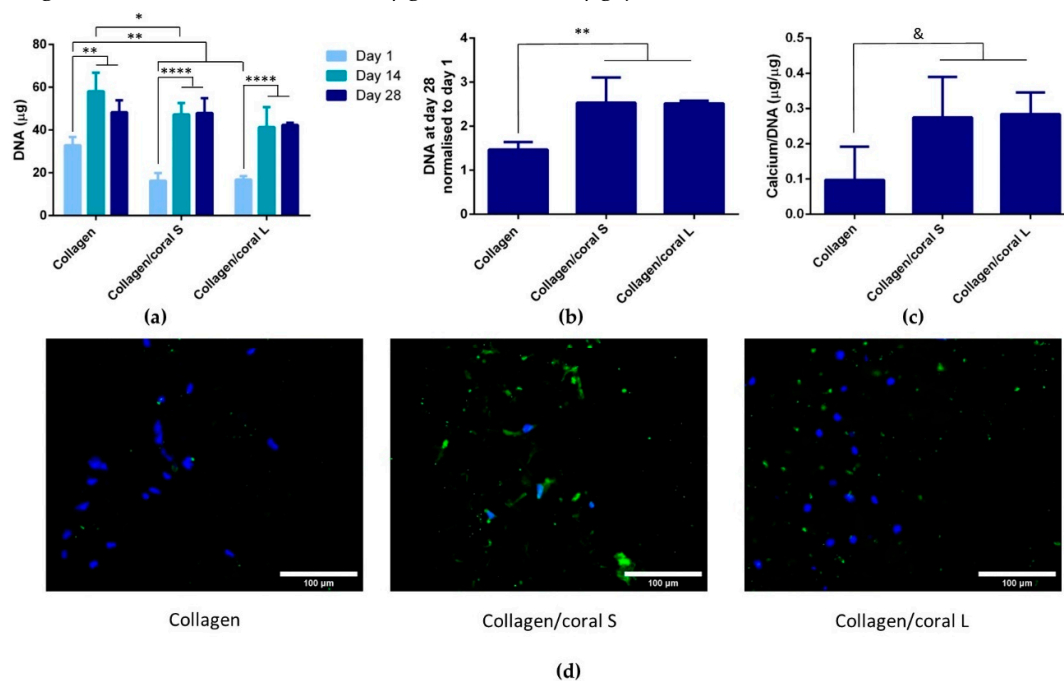 *
**
**
****
****
Day 1
Day 14
Day 28
80
60
40
20
0
DNA (µg)
Collagen
Collagen/coral S
Collagen/coral L
(a)
**
4
3
2
1
0
DNA at day 28
normalised to day 1
Collagen
Collagen/coral S
Collagen/coral L
(b)
&
0.5
0.4
0.3
0.2
0.1
0.0
Calcium/DNA (µg/µg)
Collagen
Collagen/coral S
Collagen/coral L
(c)
100 µm
100 µm
100 µm
Collagen
Collagen/coral S
Collagen/coral L
(d)